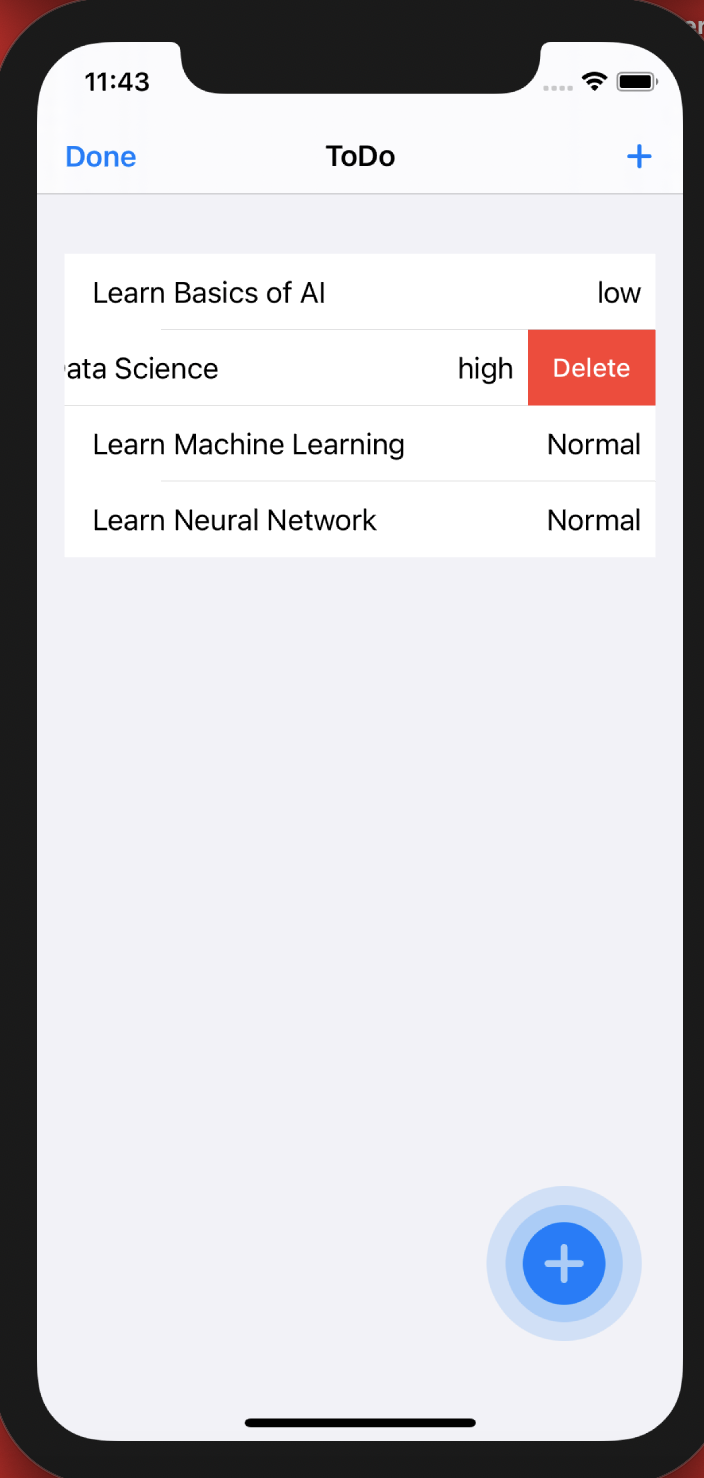 11:43
Done ToDo +
Learn Basics of AI low
ata Science high Delete
Learn Machine Learning Normal
Learn Neural Network Normal